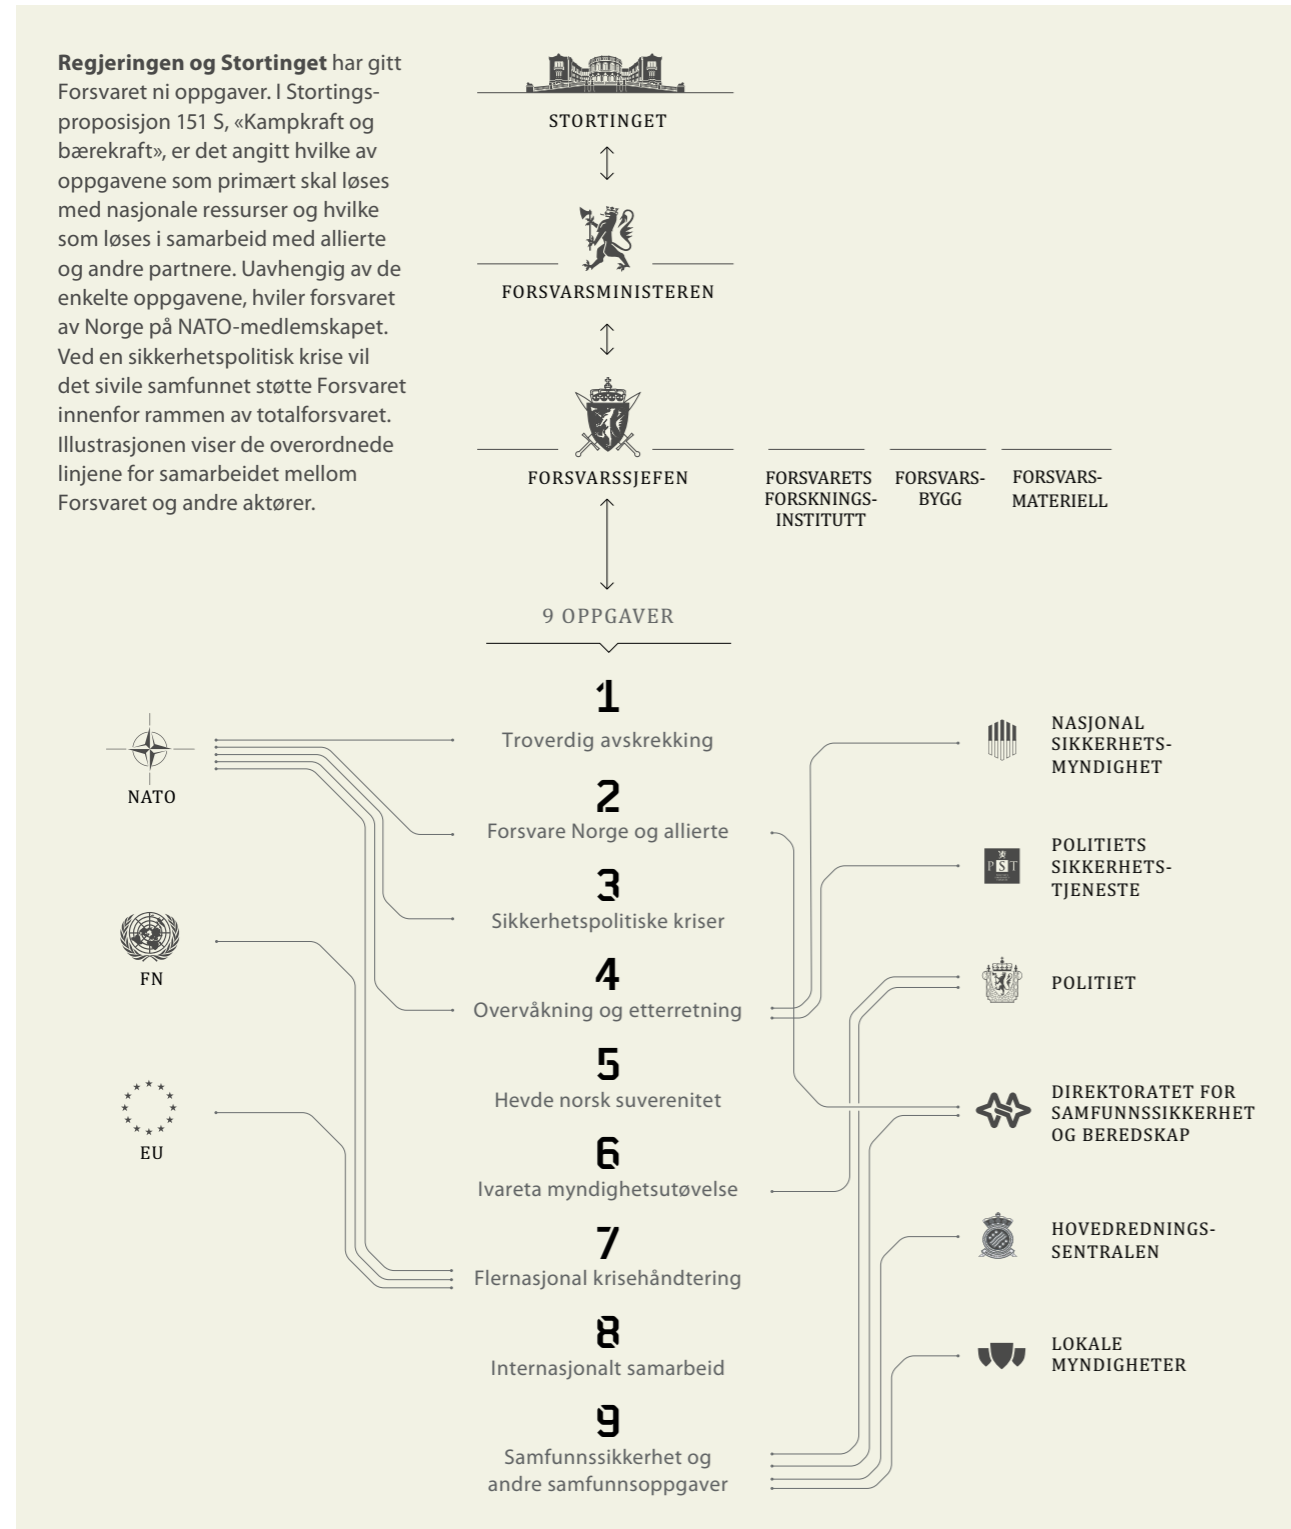 Regjeringen og Stortinget har gitt
Forsvaret ni oppgaver. I Stortings-
proposisjon 151 S, «Kampkraft og
bærekraft», er det angitt hvilke av
oppgavene som primært skal løses
med nasjonale ressurser og hvilke
som løses i samarbeid med allierte
og andre partnere. Uavhengig av de
enkelte oppgavene, hviler forsvaret
av Norge på NATO-medlemskapet.
Ved en sikkerhetspolitisk krise vil
det sivile samfunnet støtte Forsvaret
innenfor rammen av totalforsvaret.
Illustrasjonen viser de overordnede
linjene for samarbeidet mellom
Forsvaret og andre aktører.
STORTINGET
FORSVARSMINISTEREN
FORSVARSSJEFEN
FORSVARETS
FORSKNINGS-
INSTITUTT
FORSVARS-
BYGG
FORSVARS-
MATERIELL
9 OPPGAVER
1
Troverdig avskrekking
2
Forsvare Norge og allierte
3
Sikkerhetspolitiske kriser
4
Overvåkning og etterretning
5
Hevde norsk suverenitet
6
Ivareta myndighetsutøvelse
7
Flernasjonal krisehåndtering
8
Internasjonalt samarbeid
9
Samfunnssikkerhet og
andre samfunnsoppgaver
NATO
FN
EU
NASJONAL
SIKKERHETS-
MYNDIGHET
PST
POLITIETS
SIKKERHETS-
TJENESTE
POLITIET
DIREKTORATET FOR
SAMFUNNSSIKKERHET
OG BEREDSKAP
HOVEDREDNINGS-
SENTRALEN
LOKALE
MYNDIGHETER